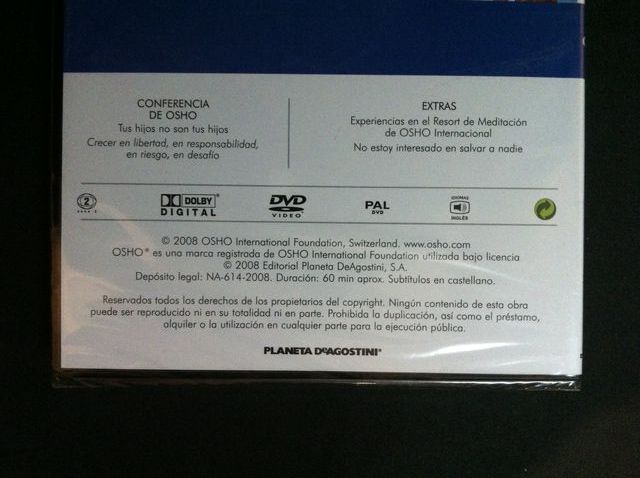 CONFERENCIA
DE OSHO
Tus hijos no son tus hijos
Crecer en libertad, en responsabilidad,
en riesgo, en desafío
EXTRAS
Experiencias en el Resort de Meditación
de OSHO Internacional
No estoy interesado en salvar a nadie
2
DOLBY
DIGITAL
DVD
VIDEO
PAL
DVD
IDIOMAS
INGLÉS
© 2008 OSHO International Foundation, Switzerland. www.osho.com
OSHO® es una marca registrada de OSHO International Foundation utilizada bajo licencia
© 2008 Editorial Planeta DeAgostini, S.A.
Depósito legal: NA-614-2008. Duración: 60 min aprox. Subtítulos en castellano.
Reservados todos los derechos de los propietarios del copyright. Ningún contenido de esta obra
puede ser reproducido ni en su totalidad ni en parte. Prohibida la duplicación, así como el préstamo,
alquiler o la utilización en cualquier parte para la ejecución pública.
PLANETA DEAGOSTINI®